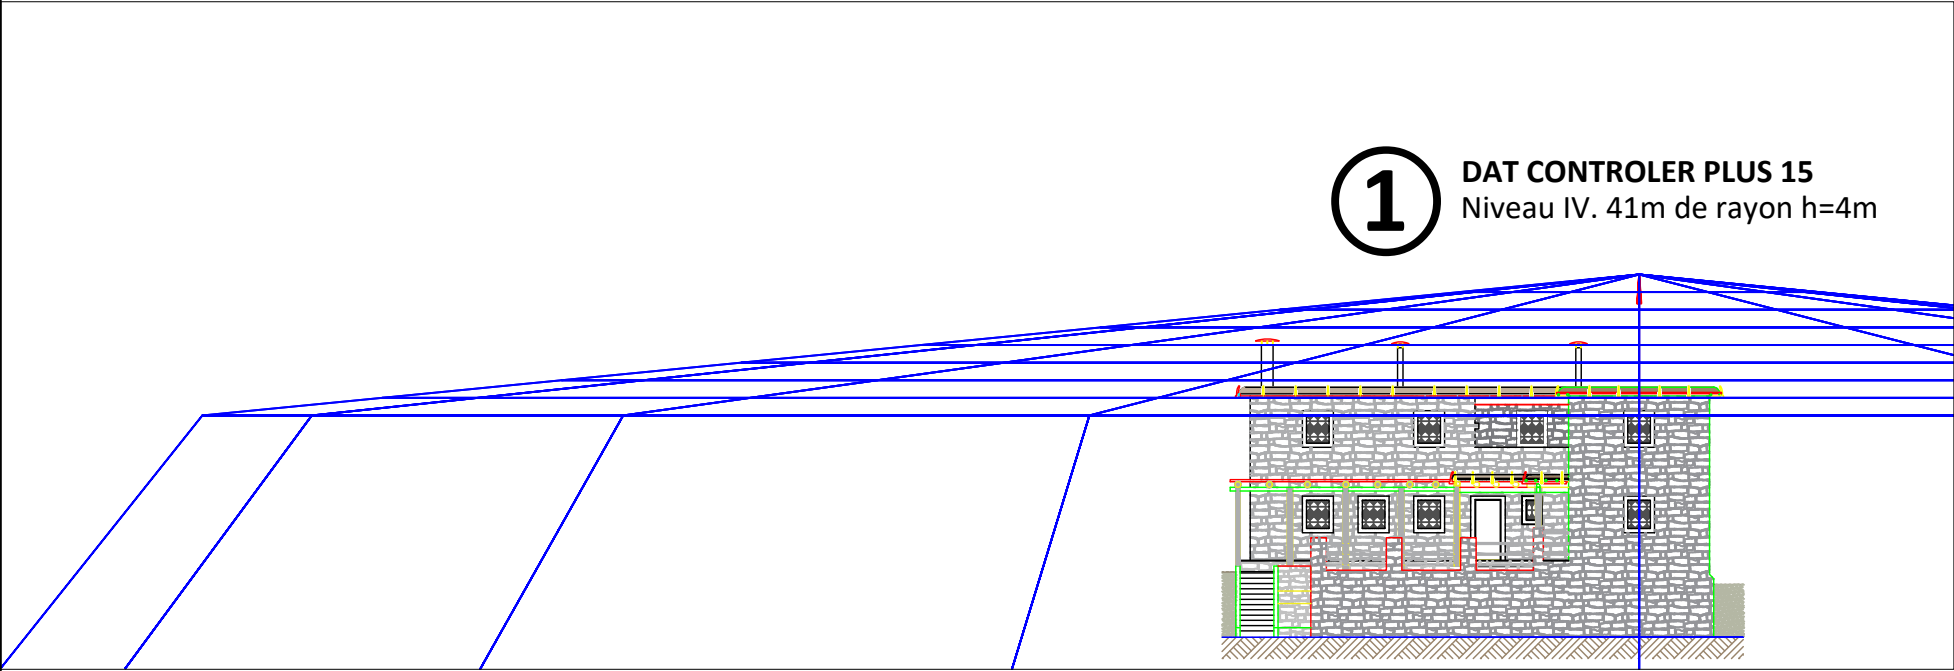 1
DAT CONTROLER PLUS 15
Niveau IV. 41m de rayon h=4m